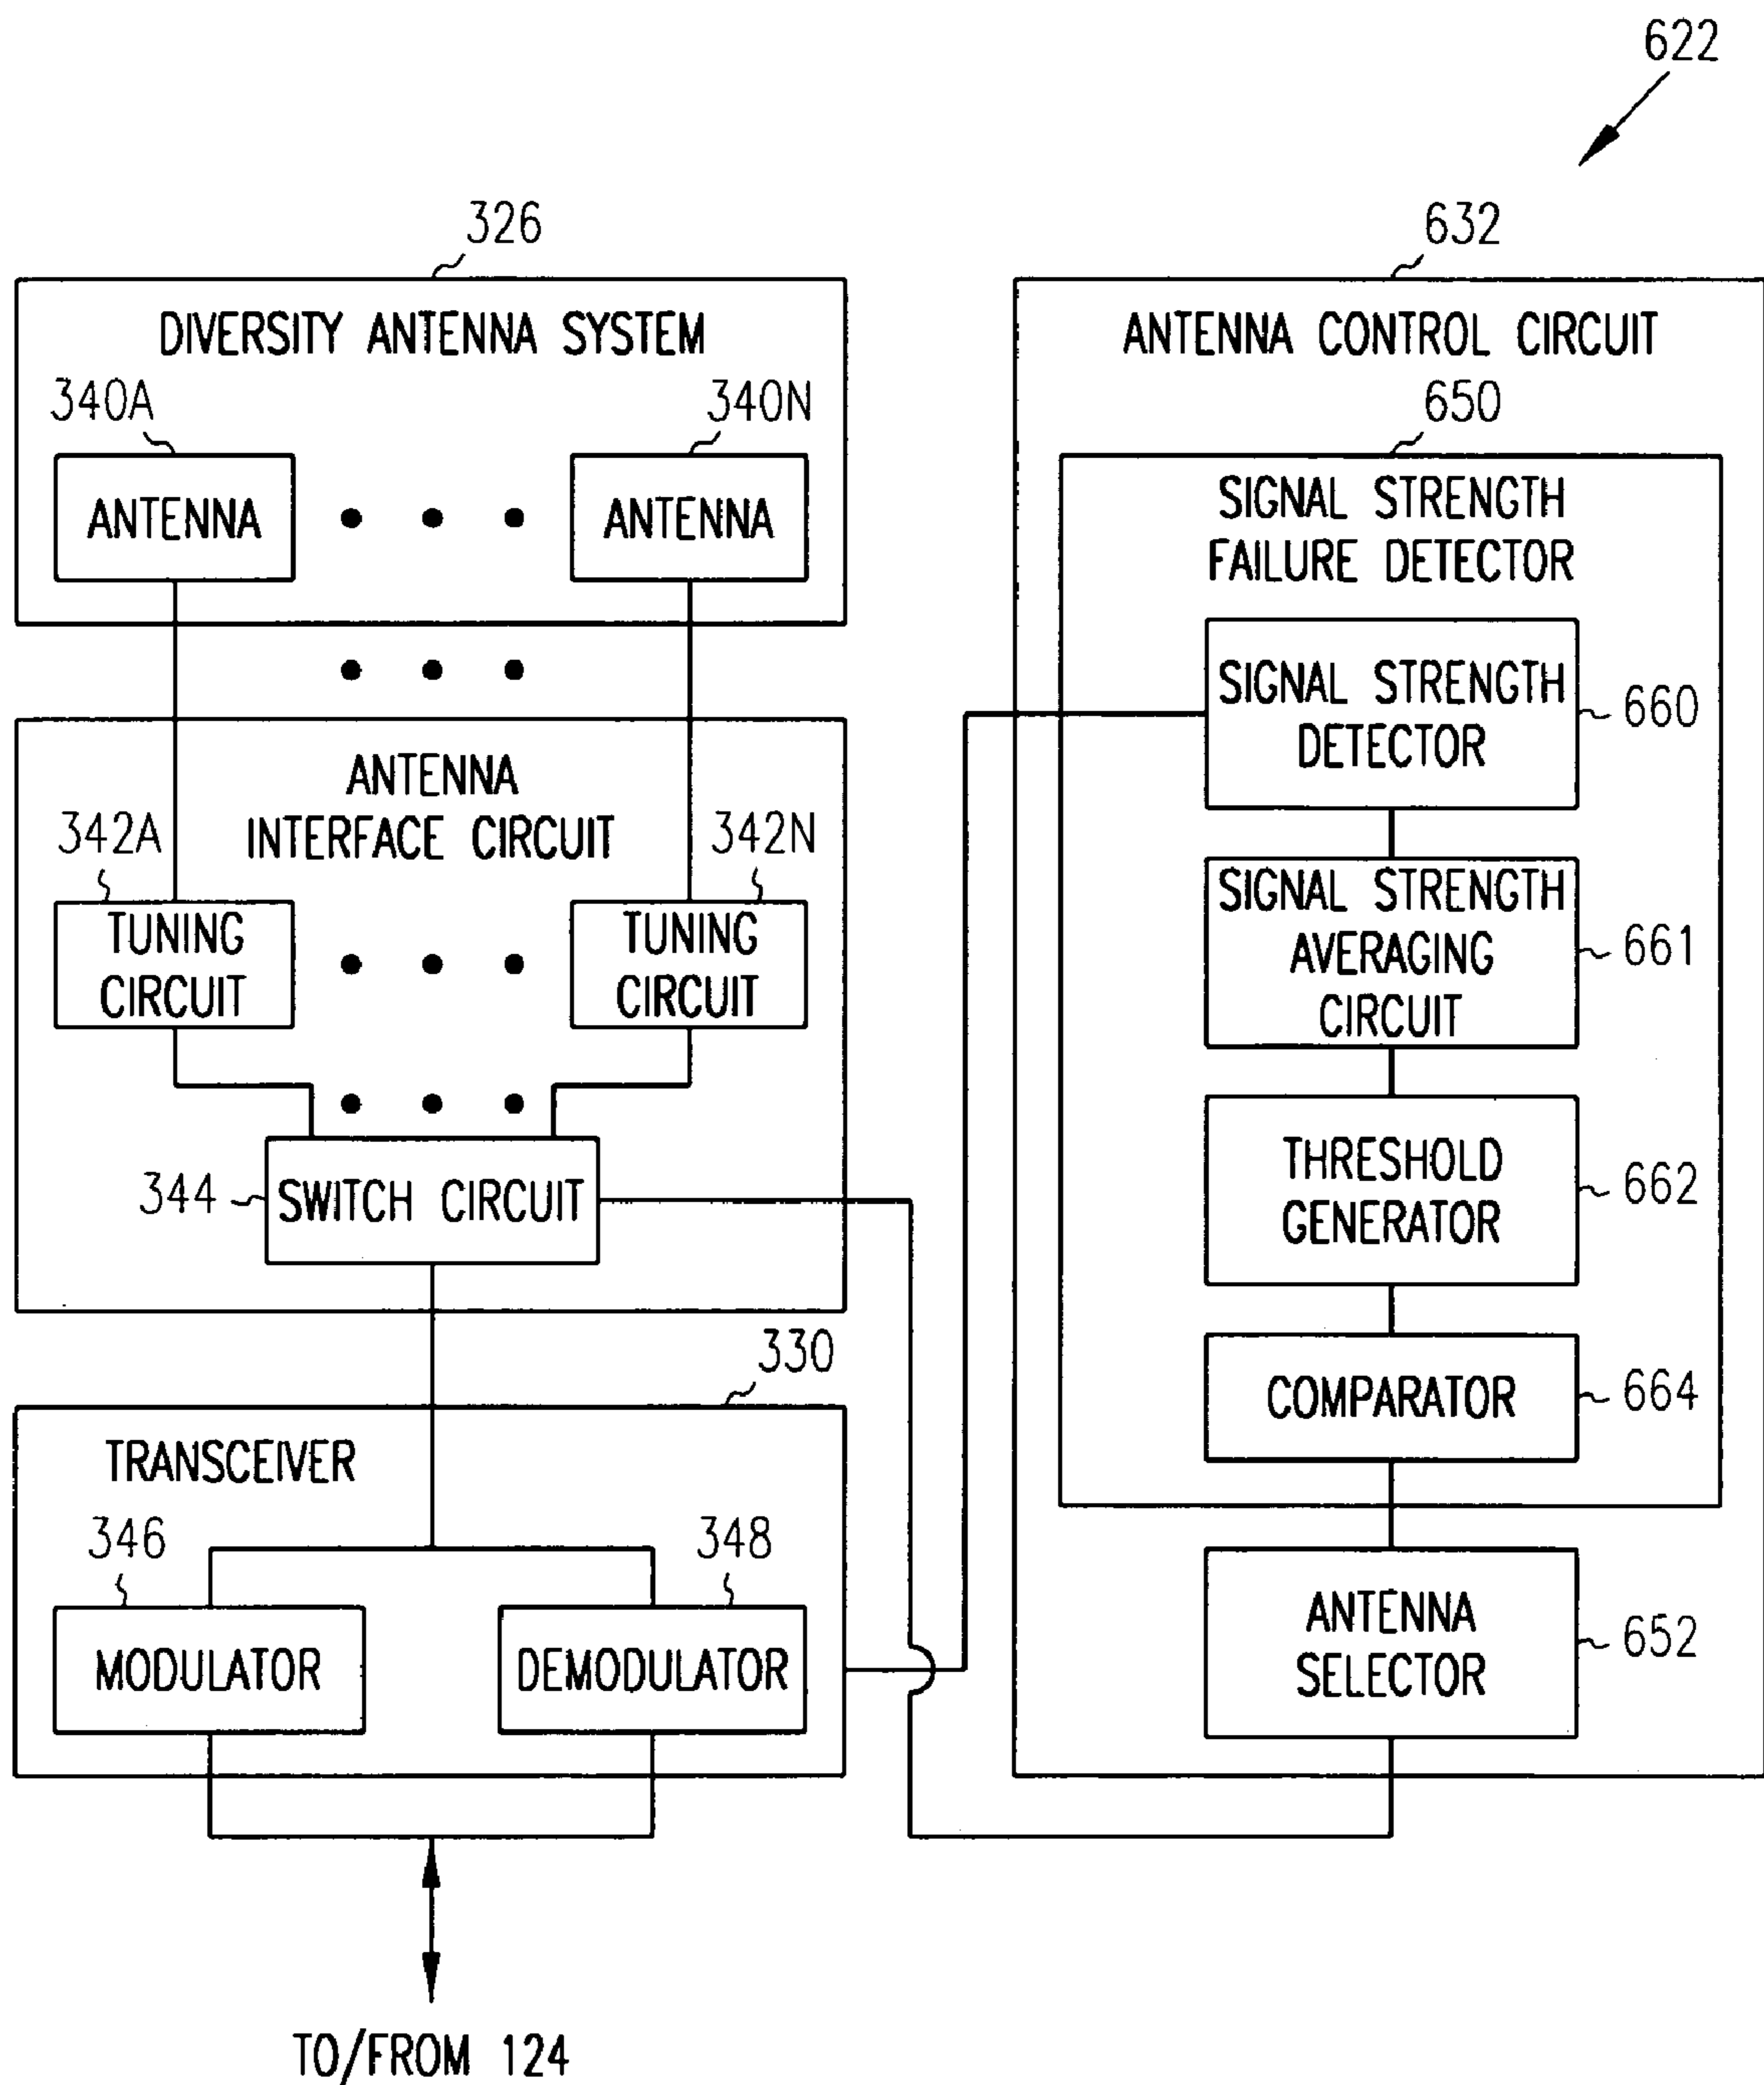 622
326
DIVERSITY ANTENNA SYSTEM
340A
340N
ANTENNA
ANTENNA
ANTENNA
INTERFACE CIRCUIT
342A
342N
TUNING
CIRCUIT
TUNING
CIRCUIT
344
SWITCH CIRCUIT
330
TRANSCEIVER
346
348
MODULATOR
DEMODULATOR
TO/FROM 124
632
ANTENNA CONTROL CIRCUIT
650
SIGNAL STRENGTH
FAILURE DETECTOR
SIGNAL STRENGTH
DETECTOR
660
SIGNAL STRENGTH
AVERAGING
CIRCUIT
661
THRESHOLD
GENERATOR
662
COMPARATOR
664
ANTENNA
SELECTOR
652